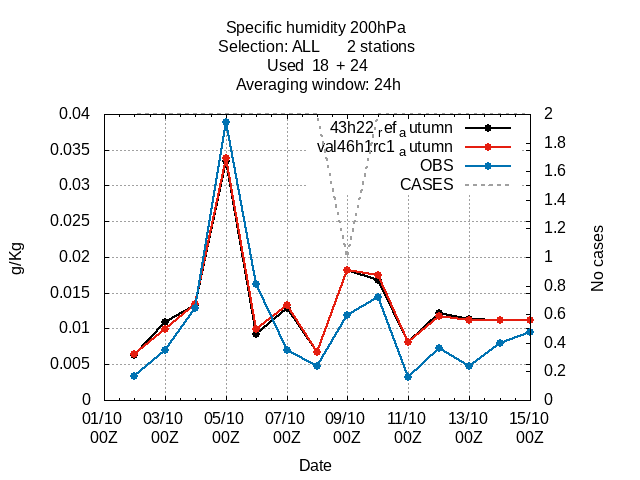 Specific humidity 200hPa
Selection: ALL 2 stations
Used 18 + 24
Averaging window: 24h
43h22_ref_autumn
val46h1rc1_autumn
OBS
CASES
g/Kg
0.04
0.035
0.03
0.025
0.02
0.015
0.01
0.005
0
No cases
2
1.8
1.6
1.4
1.2
1
0.8
0.6
0.4
0.2
0
01/10 03/10 05/10 07/10 09/10 11/10 13/10 15/10
00Z 00Z 00Z 00Z 00Z 00Z 00Z 00Z
Date